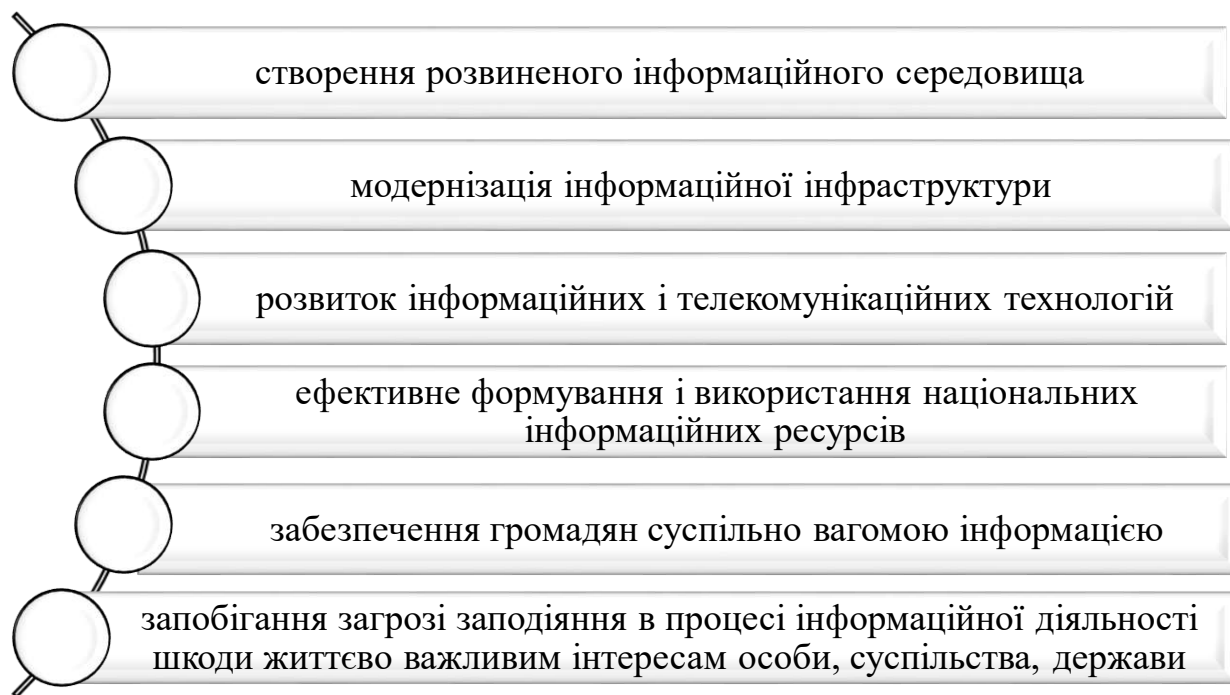 створення розвиненого інформаційного середовища
модернізація інформаційної інфраструктури
розвиток інформаційних і телекомунікаційних технологій
ефективне формування і використання національних
інформаційних ресурсів
забезпечення громадян суспільно вагомою інформацією
запобігання загрозі заподіяння в процесі інформаційної діяльності
шкоди життєво важливим інтересам особи, суспільства, держави